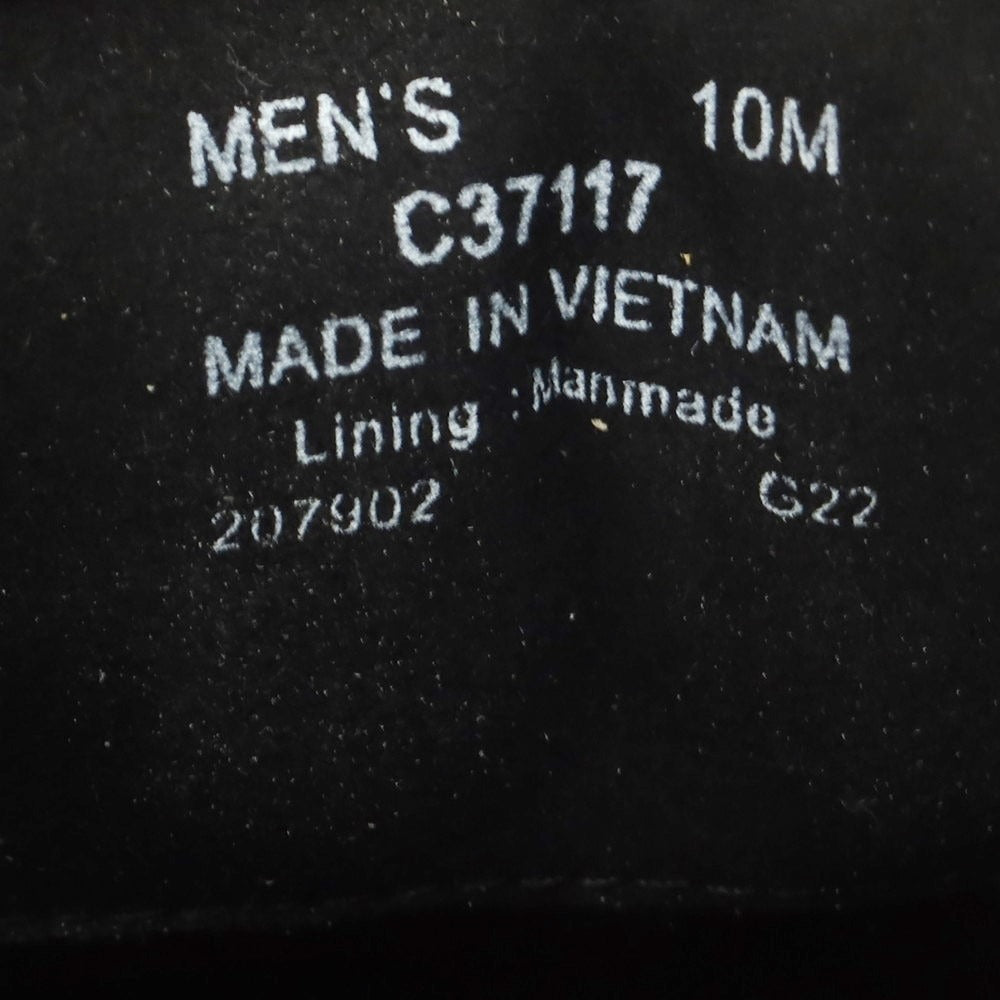 MEN'S 10M
C37117
MADE IN VIETNAM
Lining : Manmade
207902 G22